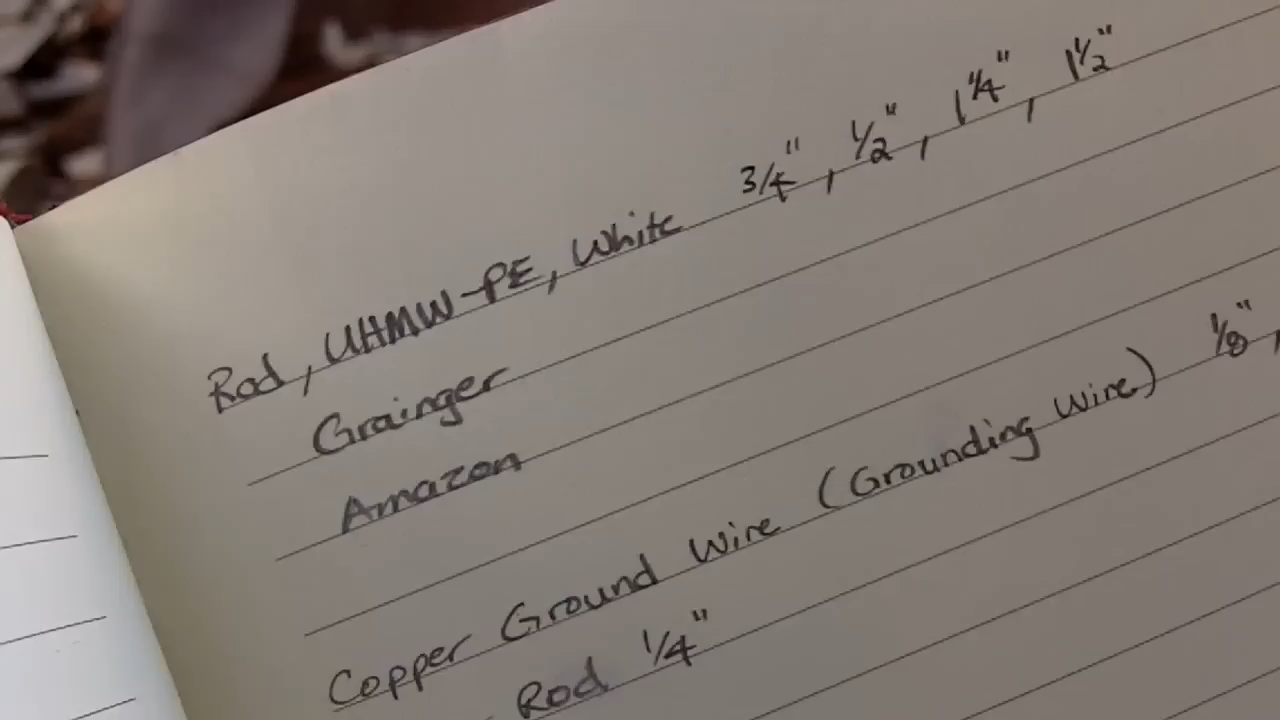 Rod, UHMW-PE, White 3/4", 1/2", 1 1/4", 1 1/2"
Grainger
Amazon
Copper Ground Wire (Grounding Wire) 1/8",
Rod 1/4"